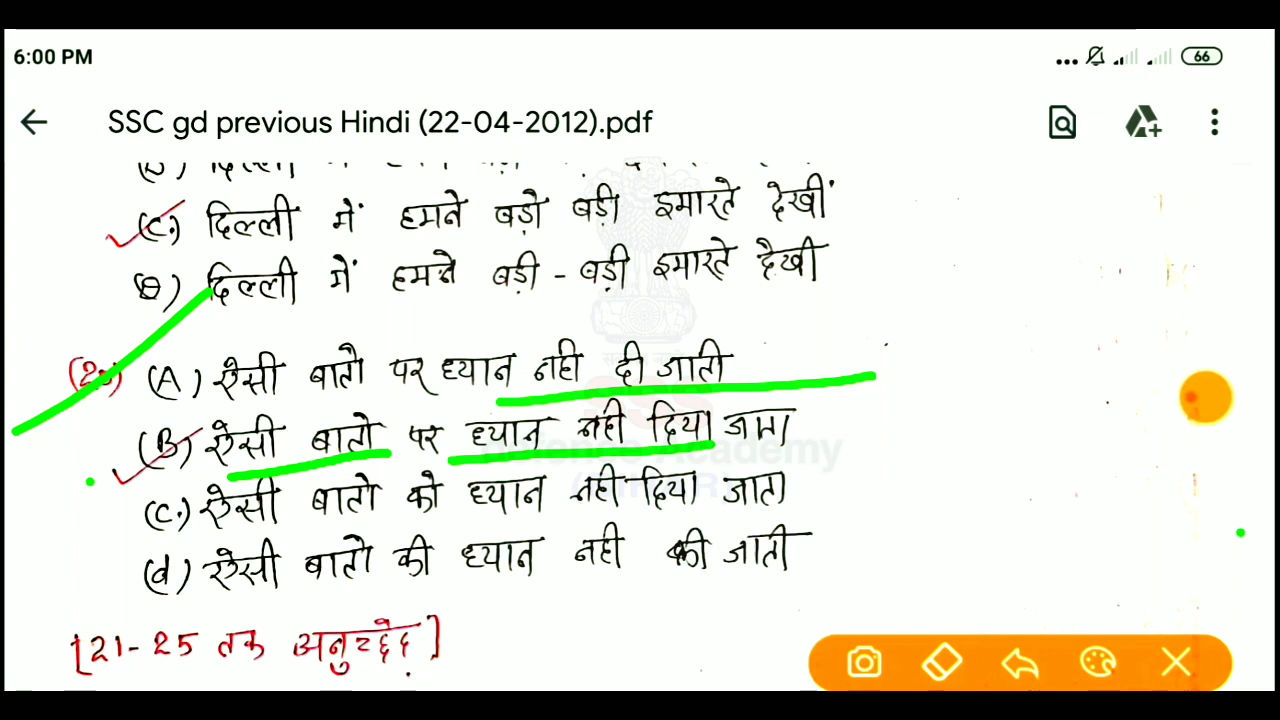 6:00 PM
66
SSC gd previous Hindi (22-04-2012).pdf
(C.) दिल्ली में हमने बड़ी बड़ी इमारते देखीं
दिल्ली में हमने बड़ी - बड़ी इमारते देखी
(A) ऐसी बातो पर ध्यान नही दी जाती
(B) ऐसी बातो पर ध्यान नही दिया जाता
(C.) ऐसी बातो को ध्यान नही दिया जाता
(d) ऐसी बातो की ध्यान नही की जाती
[21-25 तक अनुच्छेद]